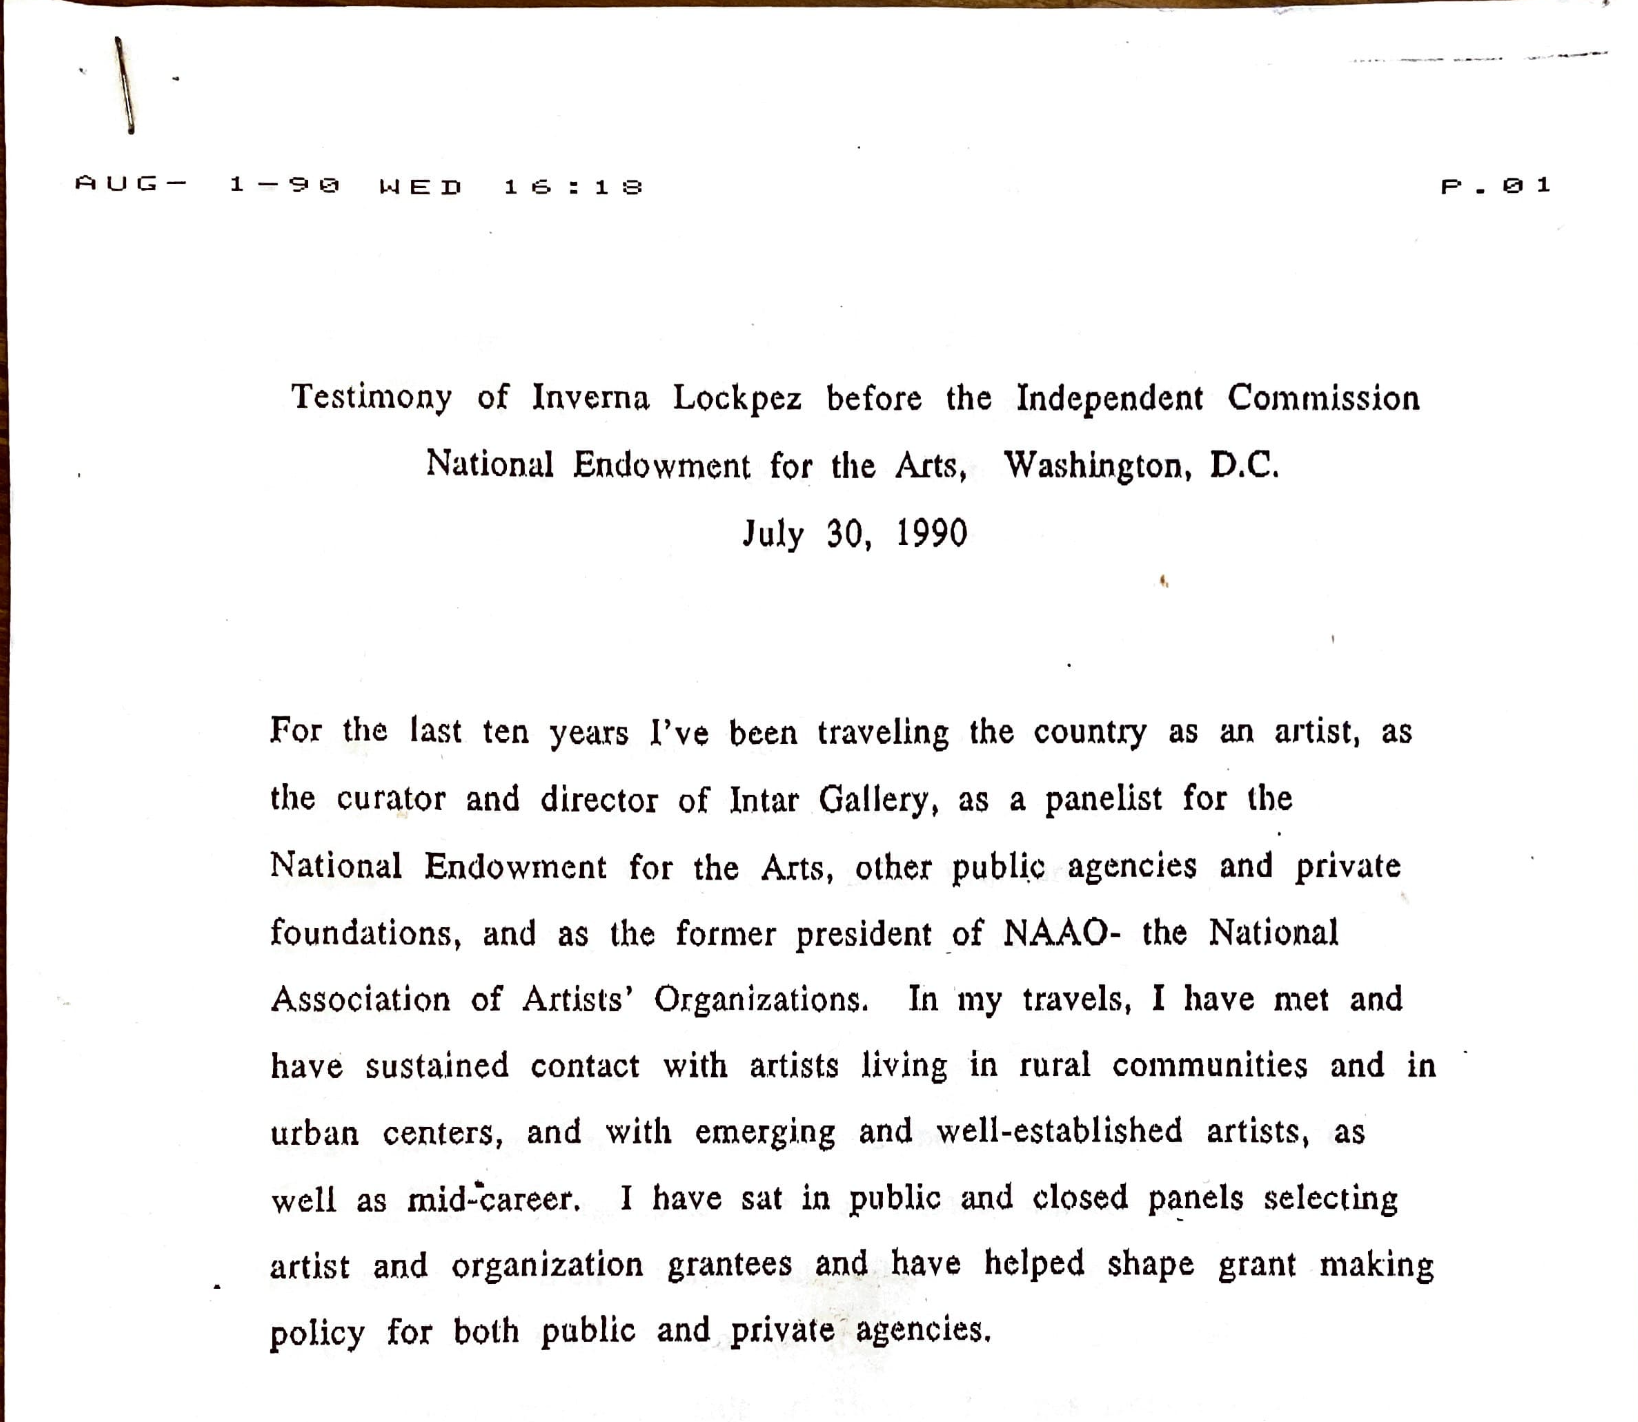 AUG- 1-90 WED 16:18 P.01
Testimony of Inverna Lockpez before the Independent Commission
National Endowment for the Arts, Washington, D.C.
July 30, 1990
For the last ten years I've been traveling the country as an artist, as
the curator and director of Intar Gallery, as a panelist for the
National Endowment for the Arts, other public agencies and private
foundations, and as the former president of NAAO- the National
Association of Artists' Organizations. In my travels, I have met and
have sustained contact with artists living in rural communities and in
urban centers, and with emerging and well-established artists, as
well as mid-career. I have sat in public and closed panels selecting
artist and organization grantees and have helped shape grant making
policy for both public and private agencies.